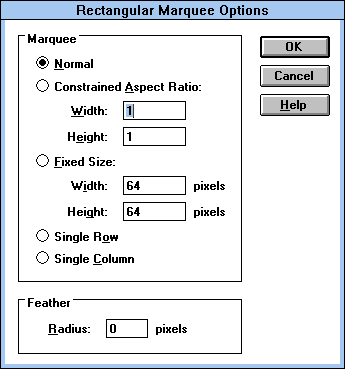 Rectangular Marquee Options
Marquee
Normal
Constrained Aspect Ratio:
Width: 1
Height: 1
Fixed Size:
Width: 64 pixels
Height: 64 pixels
Single Row
Single Column
Feather
Radius: 0 pixels
OK
Cancel
Help